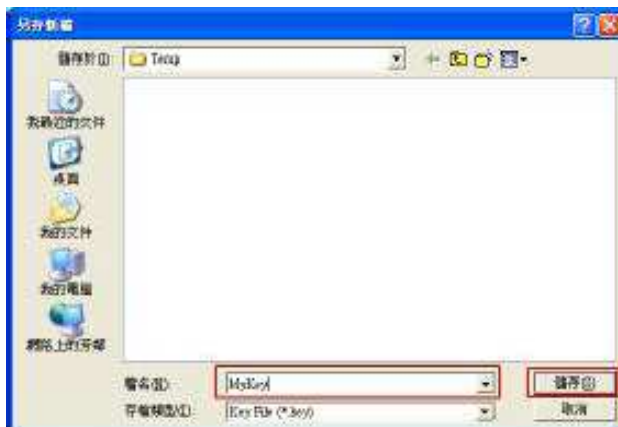 另存新檔
儲存於(I): Temp
我最近的文件
桌面
我的文件
我的電腦
網路上的芳鄰
檔名(N): MyKey
儲存(S)
存檔類型(T): Key File (*.key)
取消